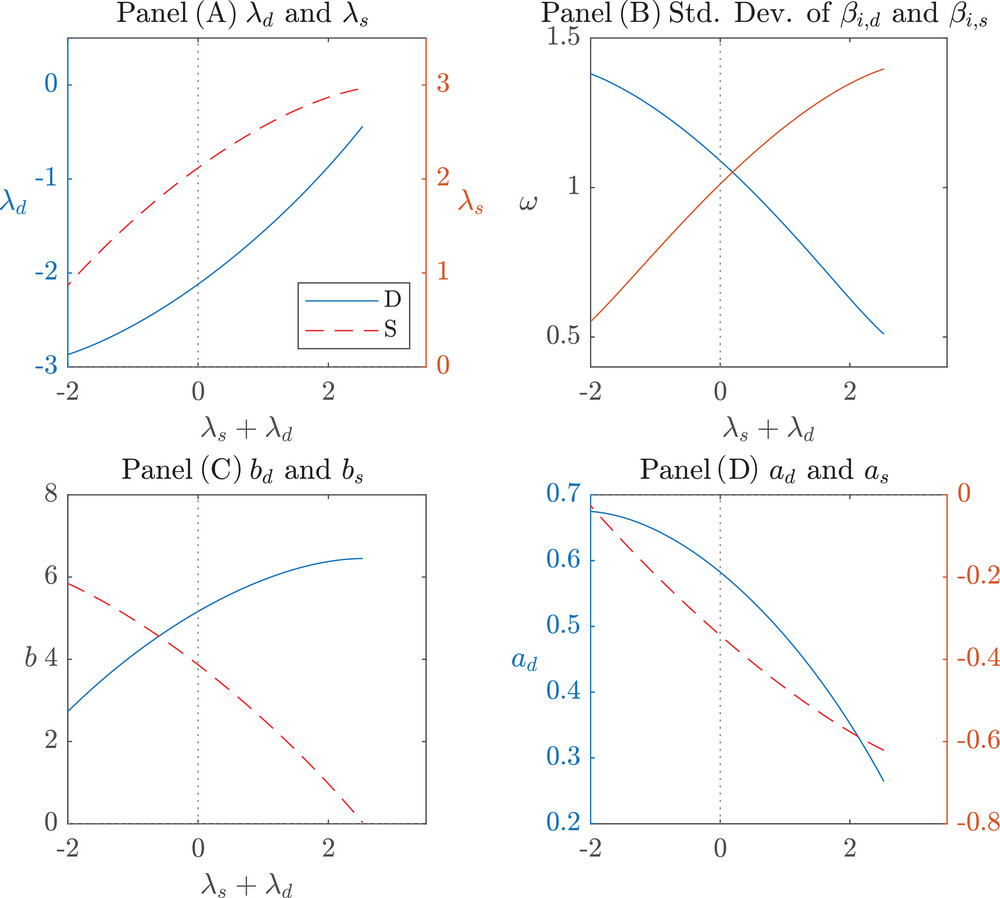 Panel (A) λd and λs
Panel (B) Std. Dev. of βi,d and βi,s
0
-1
-2
-3
λd
3
2
1
0
λs
D
S
-2 0 2
λs + λd
1.5
1
0.5
ω
-2 0 2
λs + λd
Panel (C) bd and bs
Panel (D) ad and as
8
6
b 4
2
0
-2 0 2
λs + λd
0.7
0.6
0.5
ad
0.4
0.3
0.2
0
-0.2
-0.4
-0.6
-0.8
-2 0 2